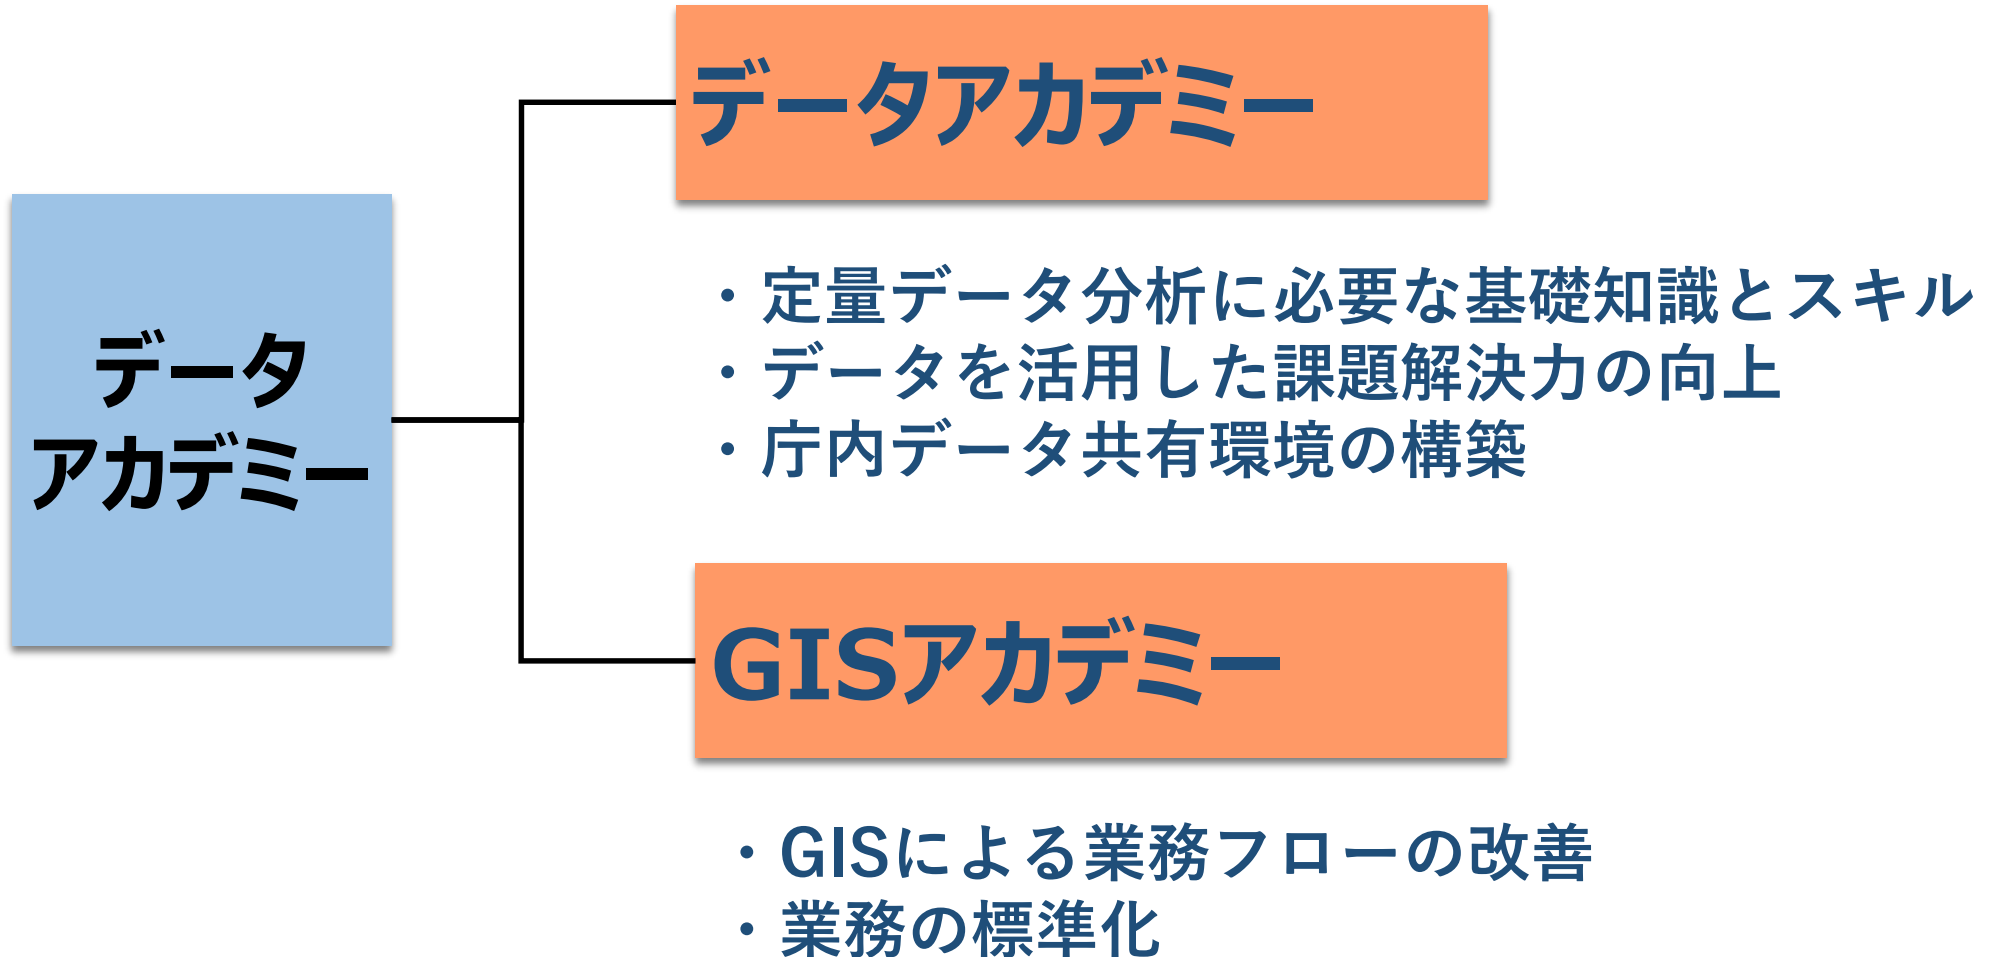 データ
アカデミー
データアカデミー
・定量データ分析に必要な基礎知識とスキル
・データを活用した課題解決力の向上
・庁内データ共有環境の構築
GISアカデミー
・GISによる業務フローの改善
・業務の標準化